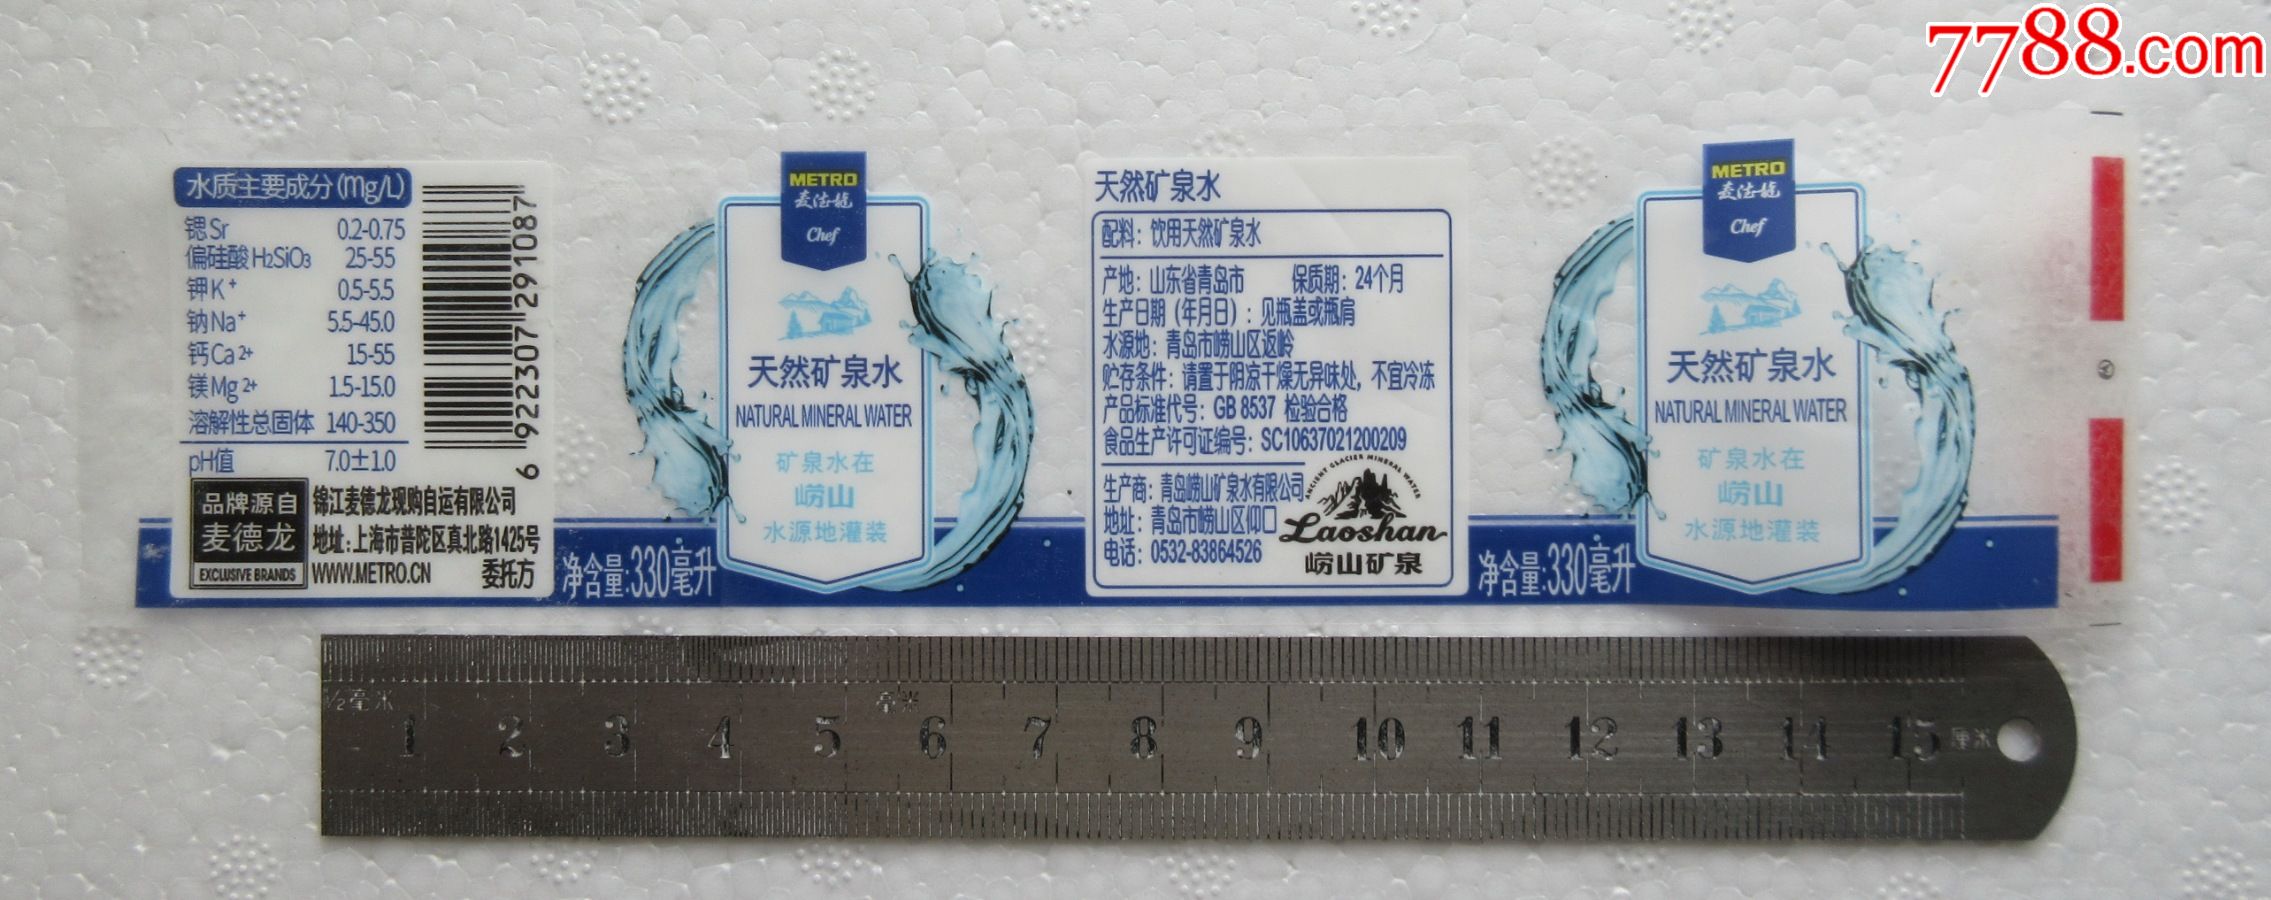 7788.com
水质主要成分(mg/L)
锶Sr 0.2-0.75
偏硅酸H₂SiO₃ 25-55
钾K⁺ 0.5-5.5
钠Na⁺ 5.5-45.0
钙Ca²⁺ 15-55
镁Mg²⁺ 1.5-15.0
溶解性总固体 140-350
pH值 7.0±1.0
6 922307 291087
品牌源自
麦德龙
EXCLUSIVE BRANDS
锦江麦德龙现购自运有限公司
地址:上海市普陀区真北路1425号
WWW.METRO.CN 委托方
净含量:330毫升
METRO
麦德龍
Chef
天然矿泉水
NATURAL MINERAL WATER
矿泉水在
崂山
水源地灌装
天然矿泉水
配料: 饮用天然矿泉水
产地: 山东省青岛市 保质期: 24个月
生产日期(年月日): 见瓶盖或瓶肩
水源地: 青岛市崂山区返岭
贮存条件: 请置于阴凉干燥无异味处, 不宜冷冻
产品标准代号: GB 8537 检验合格
食品生产许可证编号: SC10637021200209
生产商: 青岛崂山矿泉水有限公司
地址: 青岛市崂山区仰口
电话: 0532-83864526
ANCIENT GLACIER MINERAL WATER
Laoshan
崂山矿泉
净含量:330毫升
METRO
麦德龍
Chef
天然矿泉水
NATURAL MINERAL WATER
矿泉水在
崂山
水源地灌装
½毫米 毫米
1 2 3 4 5 6 7 8 9 10 11 12 13 14 15 厘米